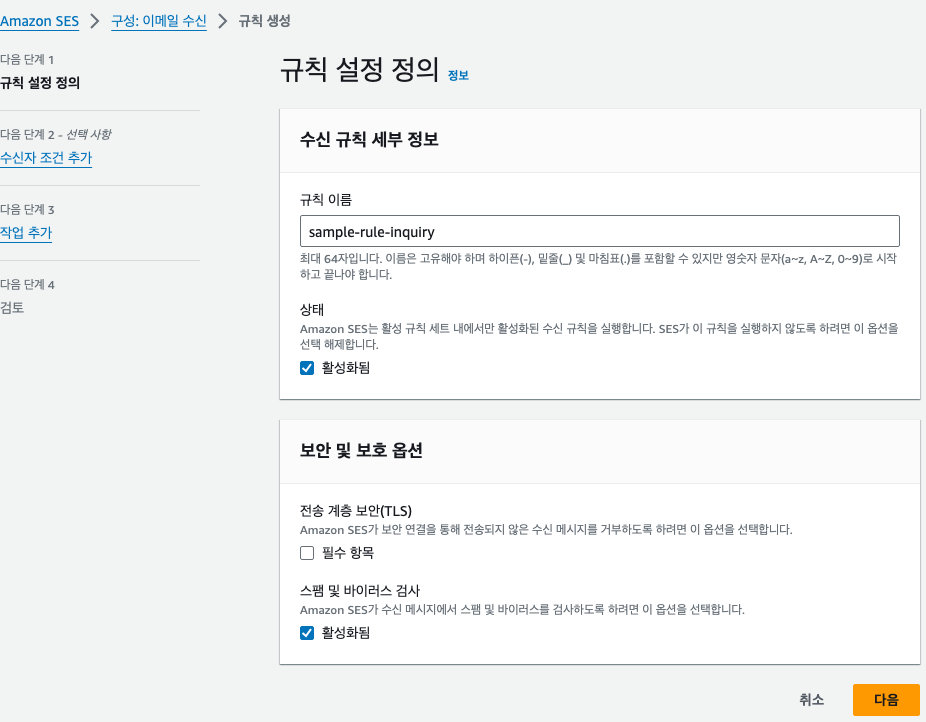 Amazon SES > 구성: 이메일 수신 > 규칙 생성
다음 단계 1
규칙 설정 정의
다음 단계 2 - 선택 사항
수신자 조건 추가
다음 단계 3
작업 추가
다음 단계 4
검토
규칙 설정 정의 정보
수신 규칙 세부 정보
규칙 이름
sample-rule-inquiry
최대 64자입니다. 이름은 고유해야 하며 하이픈(-), 밑줄(_) 및 마침표(.)를 포함할 수 있지만 영숫자 문자(a~z, A~Z, 0~9)로 시작
하고 끝나야 합니다.
상태
Amazon SES는 활성 규칙 세트 내에서만 활성화된 수신 규칙을 실행합니다. SES가 이 규칙을 실행하지 않도록 하려면 이 옵션을
선택 해제합니다.
활성화됨
보안 및 보호 옵션
전송 계층 보안(TLS)
Amazon SES가 보안 연결을 통해 전송되지 않은 수신 메시지를 거부하도록 하려면 이 옵션을 선택합니다.
필수 항목
스팸 및 바이러스 검사
Amazon SES가 수신 메시지에서 스팸 및 바이러스를 검사하도록 하려면 이 옵션을 선택합니다.
활성화됨
취소
다음